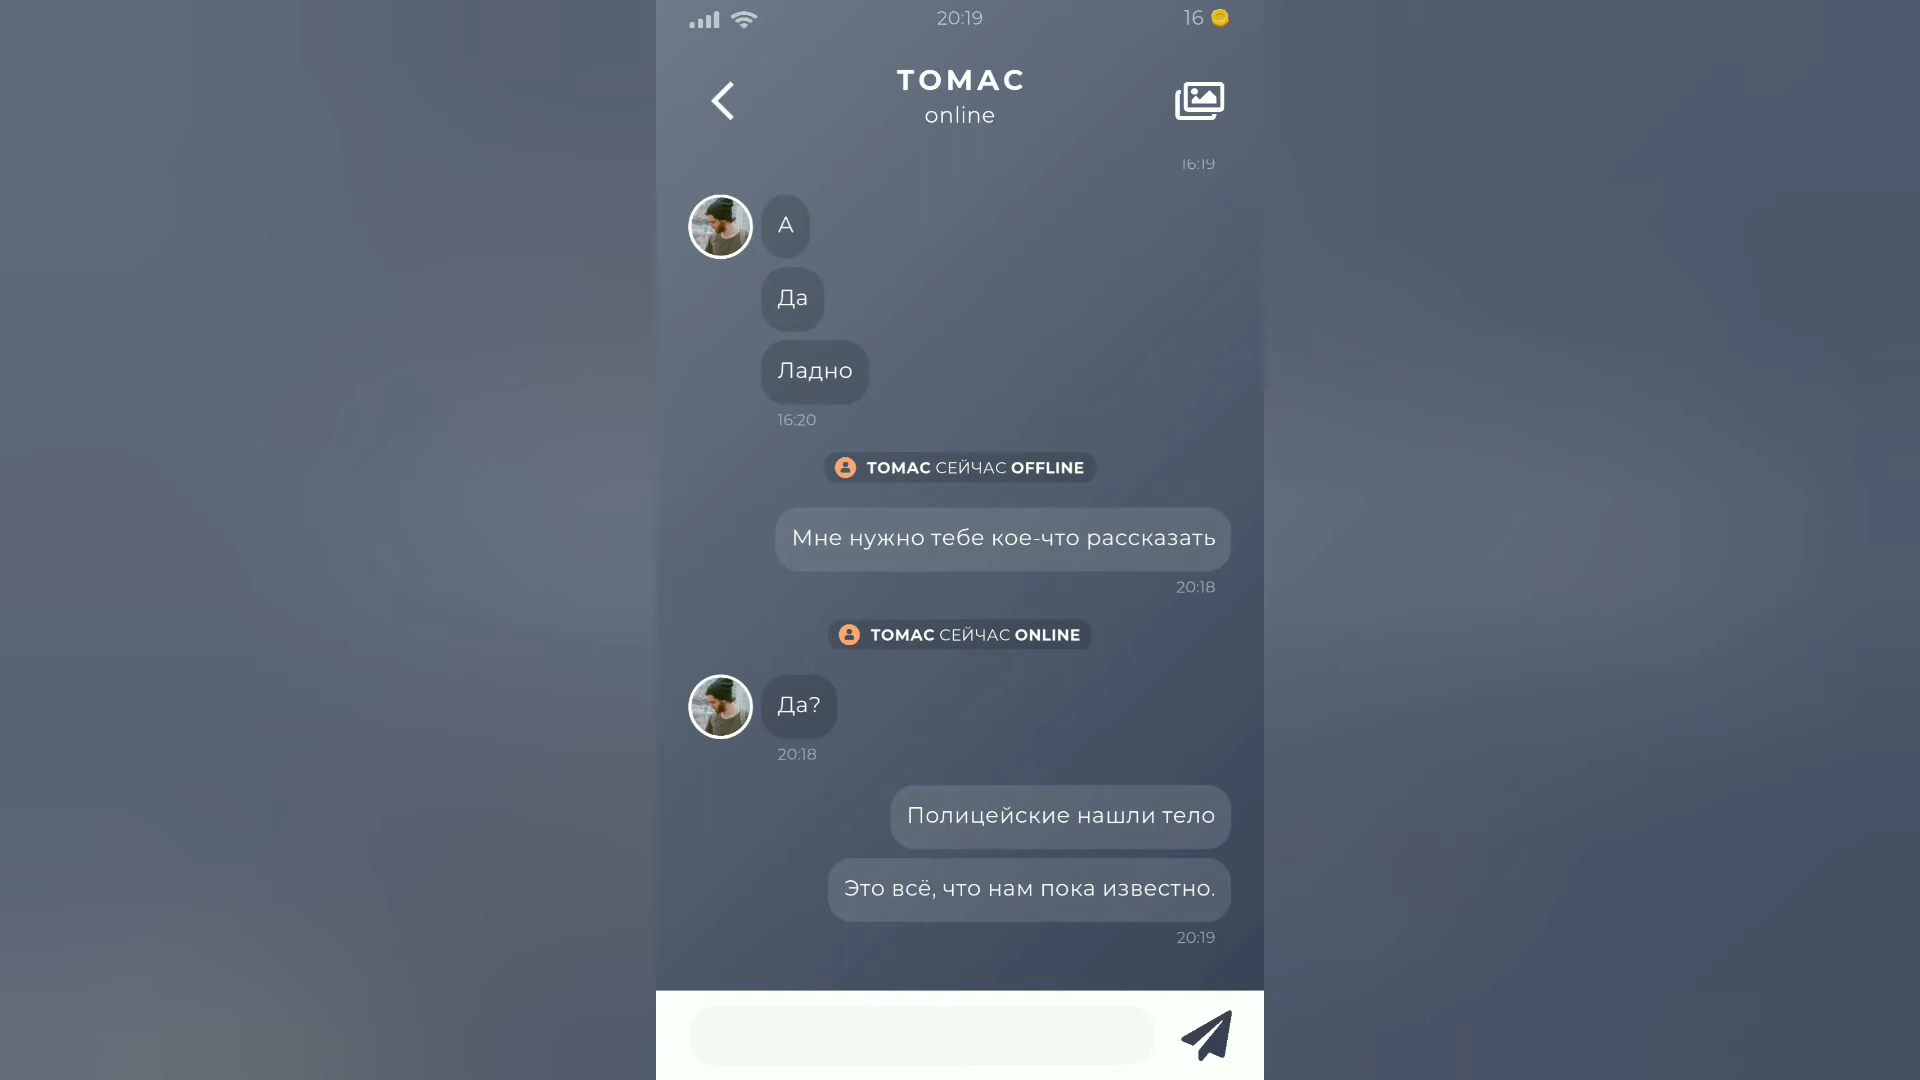 20:19
16
ТОМАС
online
16:19
А
Да
Ладно
16:20
ТОМАС СЕЙЧАС OFFLINE
Мне нужно тебе кое-что рассказать
20:18
ТОМАС СЕЙЧАС ONLINE
Да?
20:18
Полицейские нашли тело
Это всё, что нам пока известно.
20:19